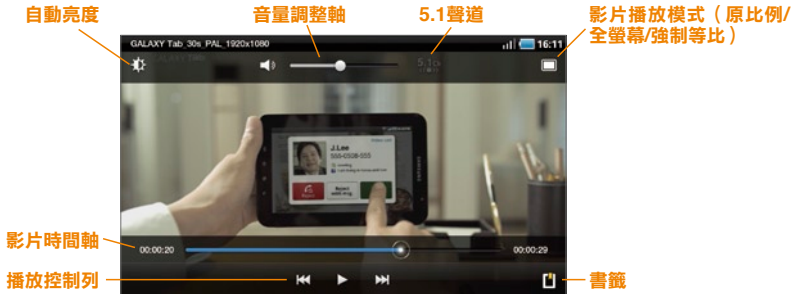 自動亮度
音量調整軸
5.1聲道
影片播放模式（原比例/
全螢幕/強制等比）
GALAXY Tab_30s_PAL_1920x1080
16:11
5.1ch
J.Lee
影片時間軸
00:00:20
00:00:29
播放控制列
書籤